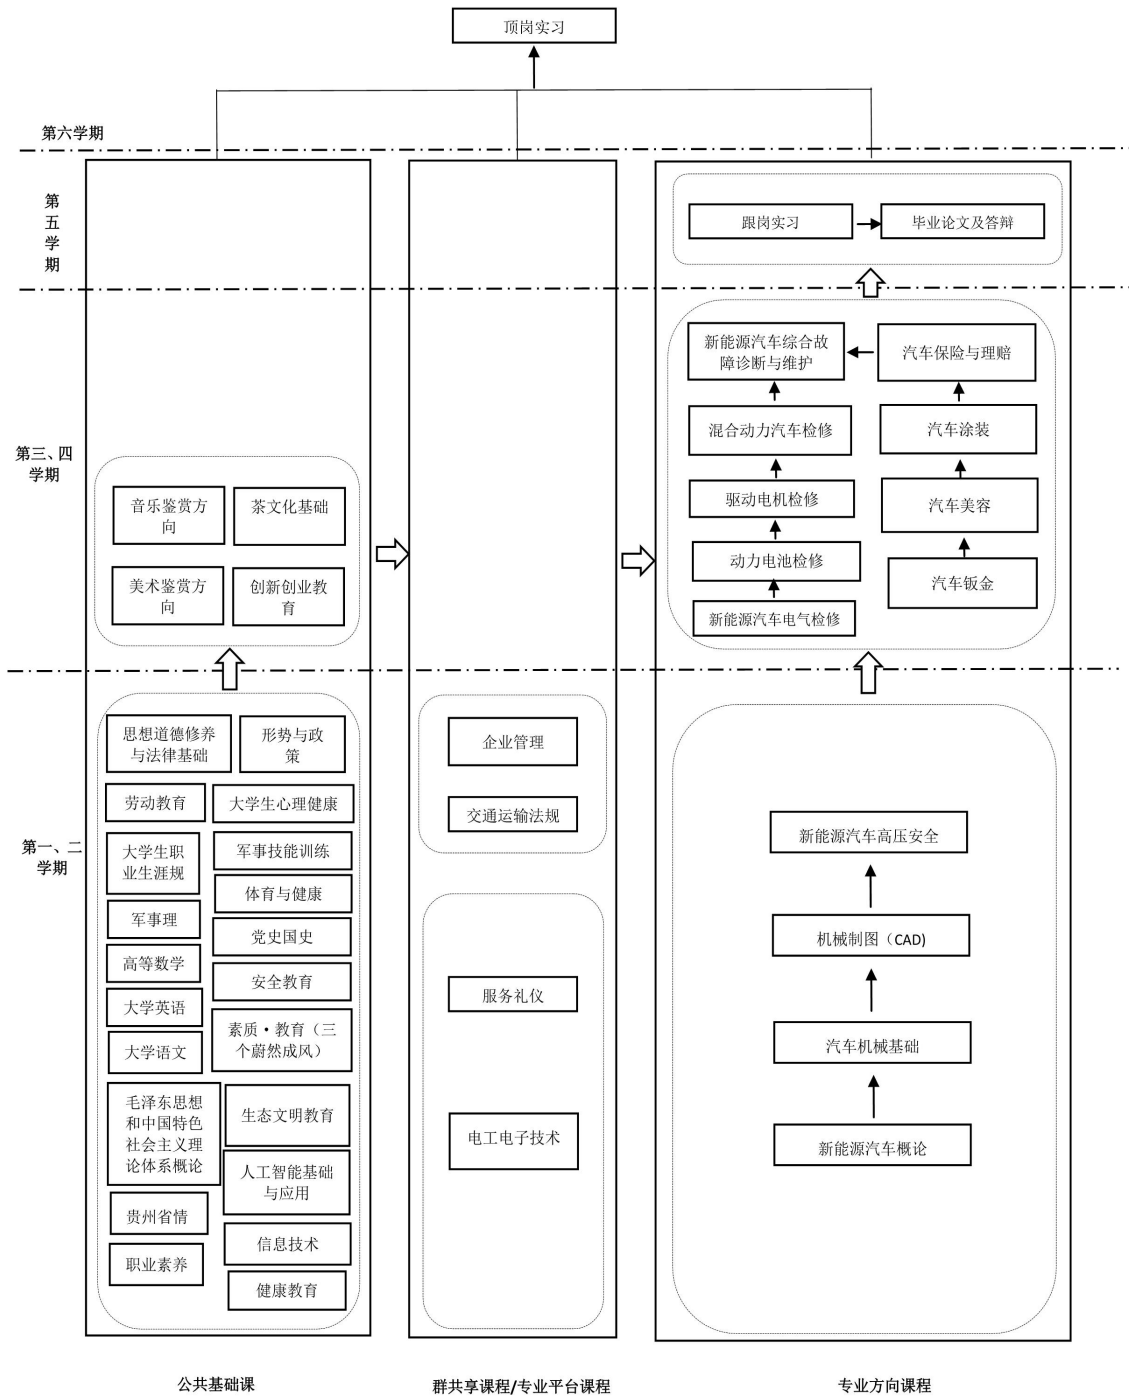 顶岗实习
第六学期
第
五
学
期
跟岗实习
毕业论文及答辩
第三、四
学期
音乐鉴赏方
向
茶文化基础
美术鉴赏方
向
创新创业教
育
新能源汽车综合故
障诊断与维护
汽车保险与理赔
混合动力汽车检修
汽车涂装
驱动电机检修
汽车美容
动力电池检修
汽车钣金
新能源汽车电气检修
第一、二
学期
思想道德修养
与法律基础
形势与政
策
劳动教育
大学生心理健康
大学生职
业生涯规
军事技能训练
体育与健康
军事理
党史国史
高等数学
安全教育
大学英语
素质·教育（三
个蔚然成风）
大学语文
毛泽东思想
和中国特色
社会主义理
论体系概论
生态文明教育
人工智能基础
与应用
贵州省情
信息技术
职业素养
健康教育
企业管理
交通运输法规
服务礼仪
电工电子技术
新能源汽车高压安全
机械制图（CAD)
汽车机械基础
新能源汽车概论
公共基础课
群共享课程/专业平台课程
专业方向课程